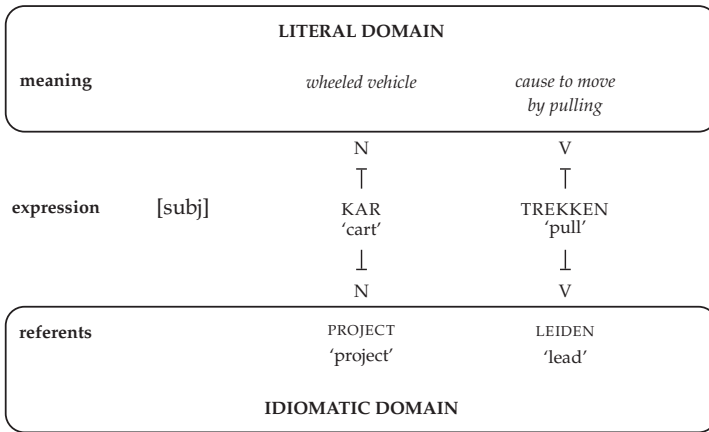 LITERAL DOMAIN
meaning wheeled vehicle cause to move
by pulling
N V
expression [subj] KAR TREKKEN
‘cart’ ‘pull’
N V
referents PROJECT LEIDEN
‘project’ ‘lead’
IDIOMATIC DOMAIN